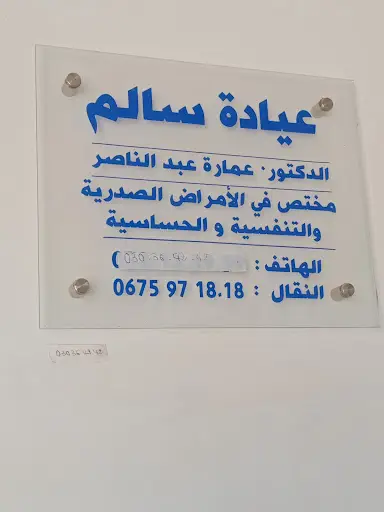 عيادة سالم
الدكتور. عمارة عبد الناصر
مختص في الأمراض الصدرية
والتنفسية و الحساسية
الهاتف :
النقال : 0675 97 18.18